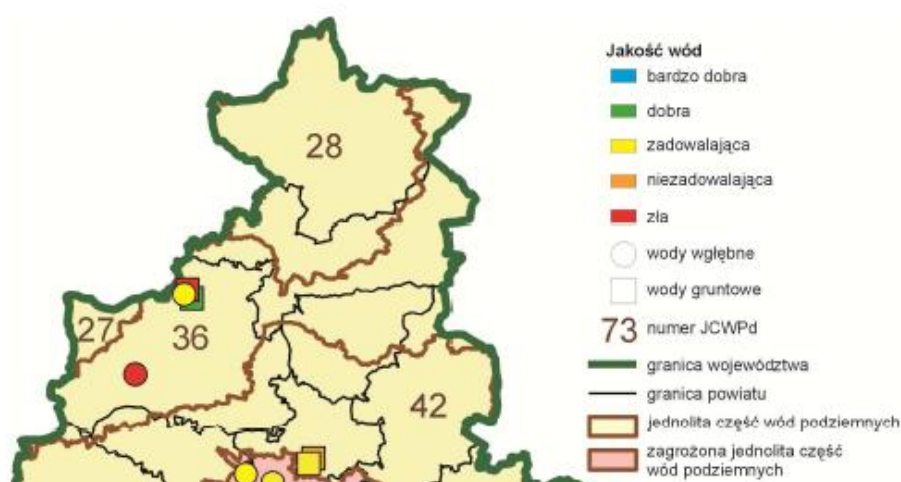 Jakość wód
bardzo dobra
dobra
28
zadowalająca
niezadowalająca
zła
wody wgłębne
wody gruntowe
27
36
73 numer JCWPd
granica województwa
granica powiatu
42
jednolita część wód podziemnych
zagrożona jednolita część
wód podziemnych